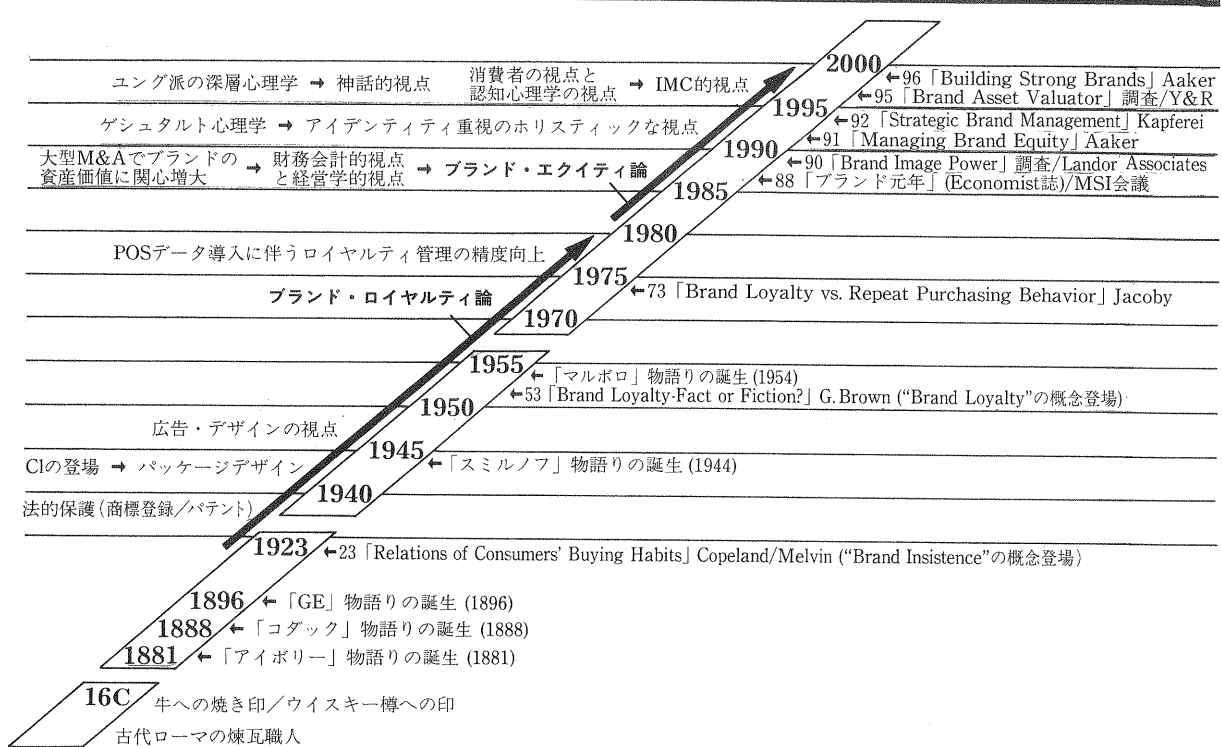 2000
ユング派の深層心理学 → 神話的視点
消費者の視点と
認知心理学の視点 → IMC的視点
←96「Building Strong Brands」Aaker
1995
←95「Brand Asset Valuator」調査/Y&R
ゲシュタルト心理学 → アイデンティティ重視のホリスティックな視点
←92「Strategic Brand Management」Kapferei
←91「Managing Brand Equity」Aaker
1990
大型M&Aでブランドの
資産価値に関心増大 → 財務会計的視点
と経営学的視点 → ブランド・エクイティ論
←90「Brand Image Power」調査/Landor Associates
1985
←88「ブランド元年」(Economist誌)/MSI会議
1980
POSデータ導入に伴うロイヤルティ管理の精度向上
1975
ブランド・ロイヤルティ論
←73「Brand Loyalty vs. Repeat Purchasing Behavior」Jacoby
1970
1955
←「マルボロ」物語りの誕生(1954)
←53「Brand Loyalty-Fact or Fiction?」G.Brown (“Brand Loyalty”の概念登場)
1950
広告・デザインの視点
1945
CIの登場 → パッケージデザイン
←「スミルノフ」物語りの誕生(1944)
1940
法的保護(商標登録/パテント)
1923
←23「Relations of Consumers' Buying Habits」Copeland/Melvin (“Brand Insistence”の概念登場)
1896 ←「GE」物語りの誕生(1896)
1888 ←「コダック」物語りの誕生(1888)
1881 ←「アイボリー」物語りの誕生(1881)
16C 牛への焼き印/ウイスキー樽への印
古代ローマの煉瓦職人